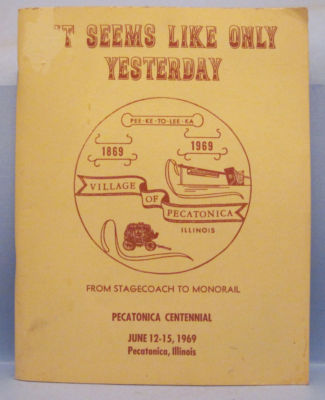 IT SEEMS LIKE ONLY
YESTERDAY
PEE-KE-TO-LEE-KA
1869
1969
VILLAGE OF PECATONICA
ILLINOIS
FROM STAGECOACH TO MONORAIL
PECATONICA CENTENNIAL
JUNE 12-15, 1969
Pecatonica, Illinois